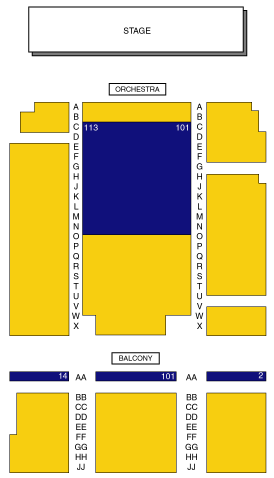 STAGE
ORCHESTRA
A A
B B
113 101
C C
D D
E E
F F
G G
H H
J J
K K
L L
M M
N N
O O
P P
Q Q
R R
S S
T T
U U
V V
W W
X X
BALCONY
14 AA 101 AA 2
BB BB
CC CC
DD DD
EE EE
FF FF
GG GG
HH HH
JJ JJ